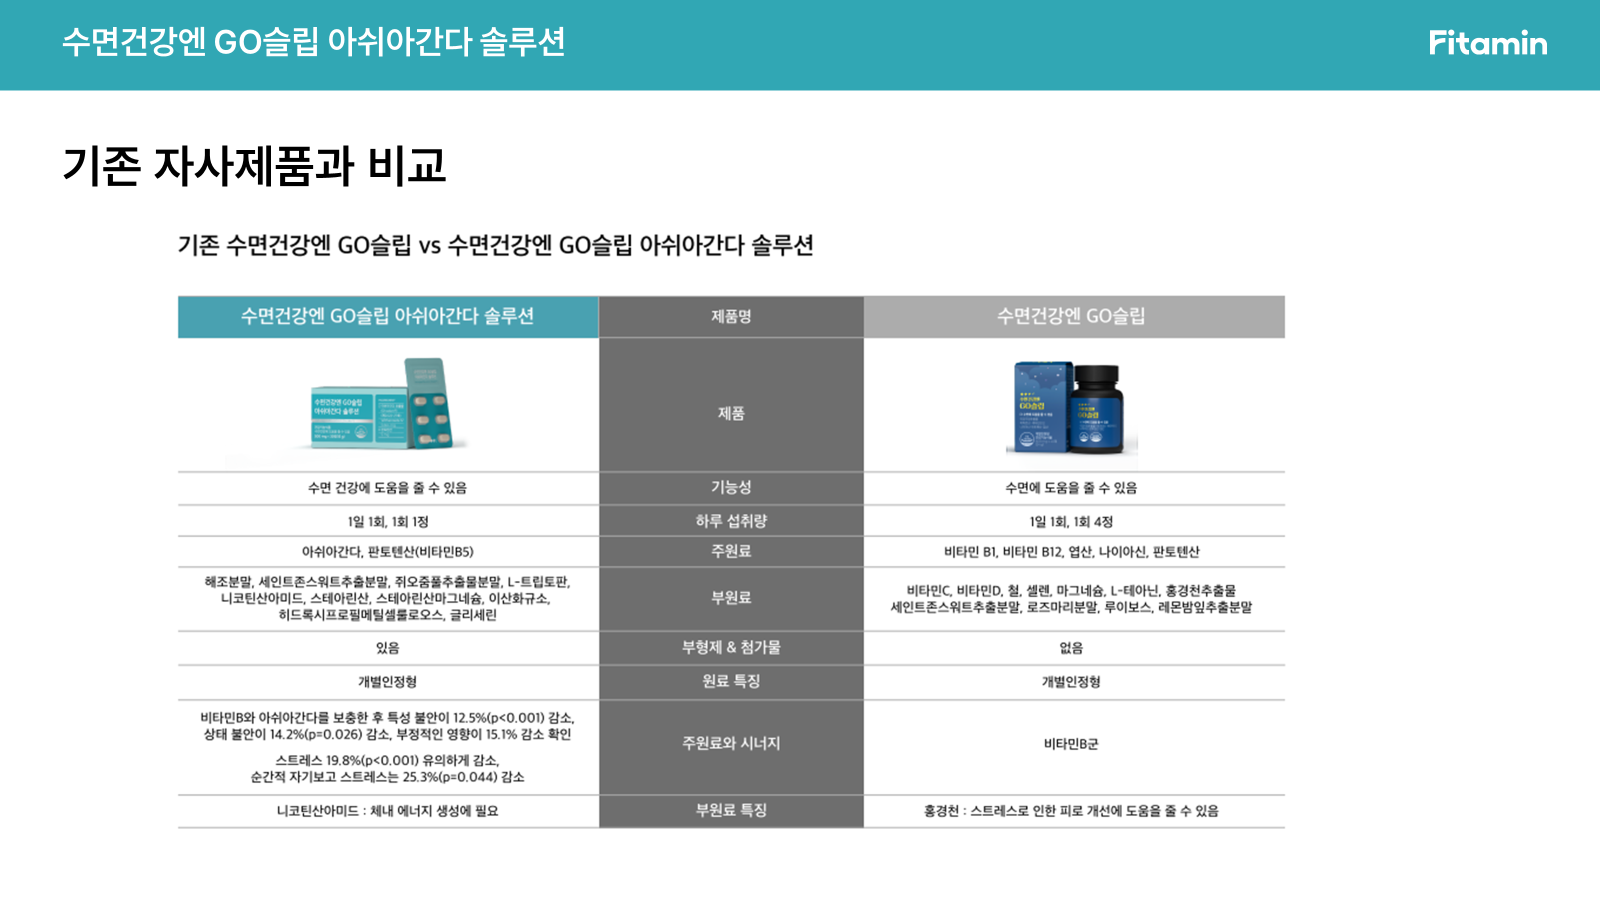 수면건강엔 GO슬립 아쉬아간다 솔루션
Fitamin
기존 자사제품과 비교
기존 수면건강엔 GO슬립 vs 수면건강엔 GO슬립 아쉬아간다 솔루션
수면건강엔 GO슬립 아쉬아간다 솔루션 제품명 수면건강엔 GO슬립
수면건강엔 GO슬립
아쉬아간다 솔루션
제품
GO슬립
GO슬립
수면 건강에 도움을 줄 수 있음 기능성 수면에 도움을 줄 수 있음
1일 1회, 1회 1정 하루 섭취량 1일 1회, 1회 4정
아쉬아간다, 판토텐산(비타민B5) 주원료 비타민 B1, 비타민 B12, 엽산, 나이아신, 판토텐산
해조분말, 세인트존스워트추출분말, 쥐오줌풀추출물분말, L-트립토판,
니코틴산아미드, 스테아린산, 스테아린산마그네슘, 이산화규소,
히드록시프로필메틸셀룰로오스, 글리세린
부원료
비타민C, 비타민D, 철, 셀렌, 마그네슘, L-테아닌, 홍경천추출물
세인트존스워트추출분말, 로즈마리분말, 루이보스, 레몬밤잎추출분말
있음 부형제 & 첨가물 없음
개별인정형 원료 특징 개별인정형
비타민B와 아쉬아간다를 보충한 후 특성 불안이 12.5%(p<0.001) 감소,
상태 불안이 14.2%(p=0.026) 감소, 부정적인 영향이 15.1% 감소 확인
스트레스 19.8%(p<0.001) 유의하게 감소,
순간적 자기보고 스트레스는 25.3%(p=0.044) 감소
주원료와 시너지
비타민B군
니코틴산아미드 : 체내 에너지 생성에 필요 부원료 특징 홍경천 : 스트레스로 인한 피로 개선에 도움을 줄 수 있음